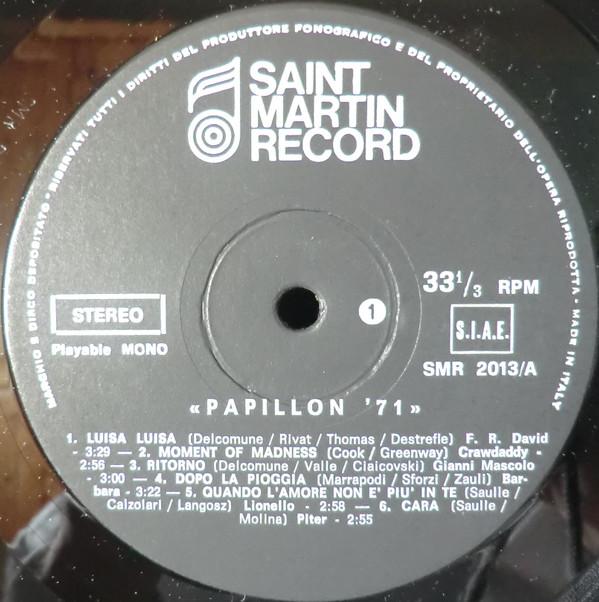 MARCHIO E DISCO DEPOSITATO • RISERVATI TUTTI I DIRITTI DEL PRODUTTORE FONOGRAFICO E DEL PROPRIETARIO DELL'OPERA RIPRODOTTA • MADE IN ITALY
SAINT
MARTIN
RECORD
STEREO
Playable MONO
1
33 1/3 RPM
S.I.A.E.
SMR 2013/A
«PAPILLON '71»
1. LUISA LUISA (Delcomune / Rivat / Thomas / Destrefle) F. R. David
- 3:29 — 2. MOMENT OF MADNESS (Cook / Greenway) Crawdaddy -
2:56 — 3. RITORNO (Delcomune / Valle / Ciaicovski) Gianni Mascolo
- 3:00 — 4. DOPO LA PIOGGIA (Marrapodi / Sforzi / Zauli) Bar-
bara - 3:22 — 5. QUANDO L'AMORE NON E' PIU' IN TE (Saulle /
Calzolari / Langosz) Lionello - 2:58 — 6. CARA (Saulle /
Molina) Piter - 2:55